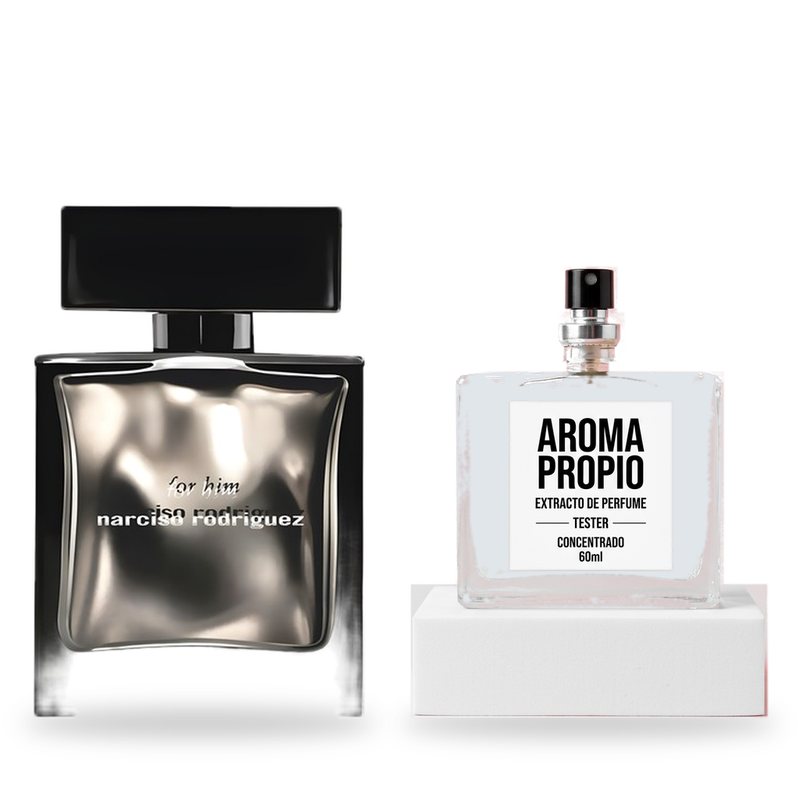 for him
narciso rodriguez
AROMA
PROPIO
EXTRACTO DE PERFUME
TESTER
CONCENTRADO
60ml